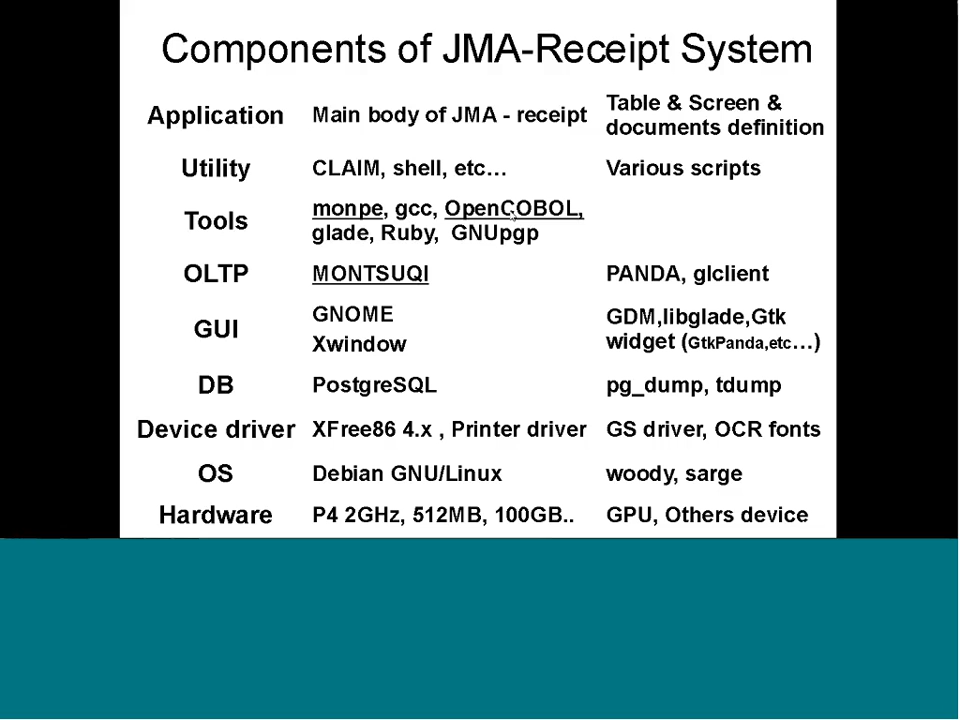 Components of JMA-Receipt System
Application Main body of JMA - receipt Table & Screen &
documents definition
Utility CLAIM, shell, etc… Various scripts
Tools monpe, gcc, OpenCOBOL,
glade, Ruby, GNUpgp
OLTP MONTSUQI PANDA, glclient
GUI GNOME GDM,libglade,Gtk
Xwindow widget (GtkPanda,etc…)
DB PostgreSQL pg_dump, tdump
Device driver XFree86 4.x , Printer driver GS driver, OCR fonts
OS Debian GNU/Linux woody, sarge
Hardware P4 2GHz, 512MB, 100GB.. GPU, Others device